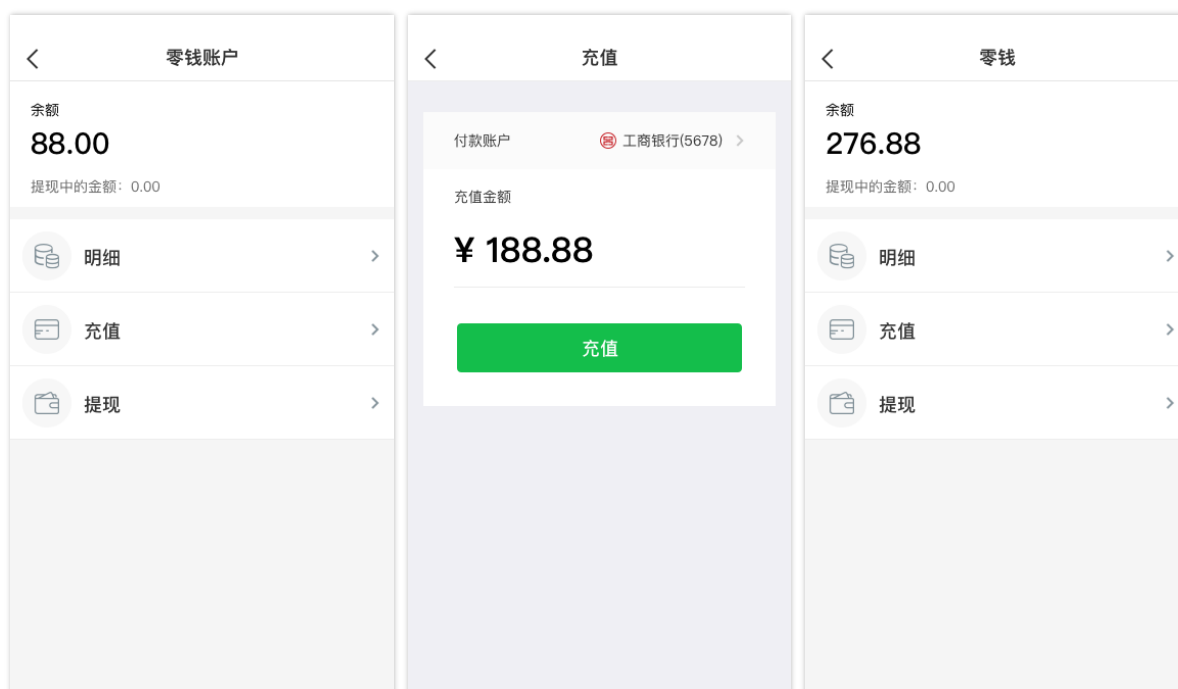 零钱账户
余额
88.00
提现中的金额：0.00
明细
充值
提现
充值
付款账户
工商银行(5678)
充值金额
¥ 188.88
充值
零钱
余额
276.88
提现中的金额：0.00
明细
充值
提现